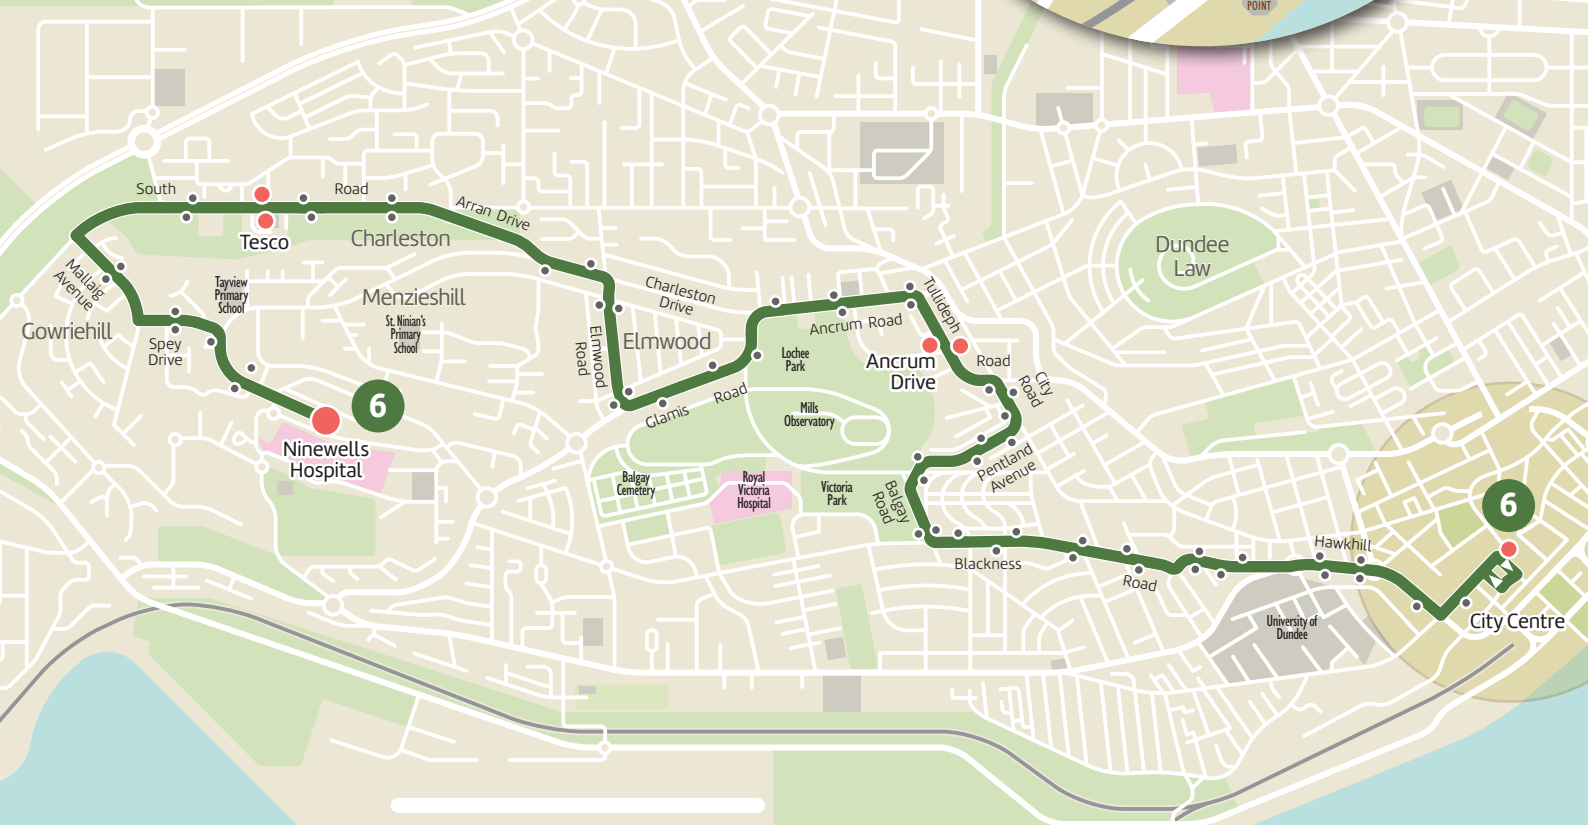 POINT
South
Road
Arran Drive
Tesco
Charleston
Mallaig
Avenue
Tayview
Primary
School
Menzieshill
St. Ninian's
Primary
School
Gowriehill
Spey
Drive
6
Ninewells
Hospital
Charleston
Drive
Elmwood
Elmwood
Road
Glamis
Road
Lochee
Park
Ancrum Road
Tullideph
Road
Ancrum
Drive
City
Road
Mills
Observatory
Pentland
Avenue
Balgay
Cemetery
Royal
Victoria
Hospital
Victoria
Park
Balgay
Road
Blackness
Road
Dundee
Law
Hawkhill
University of
Dundee
6
City Centre